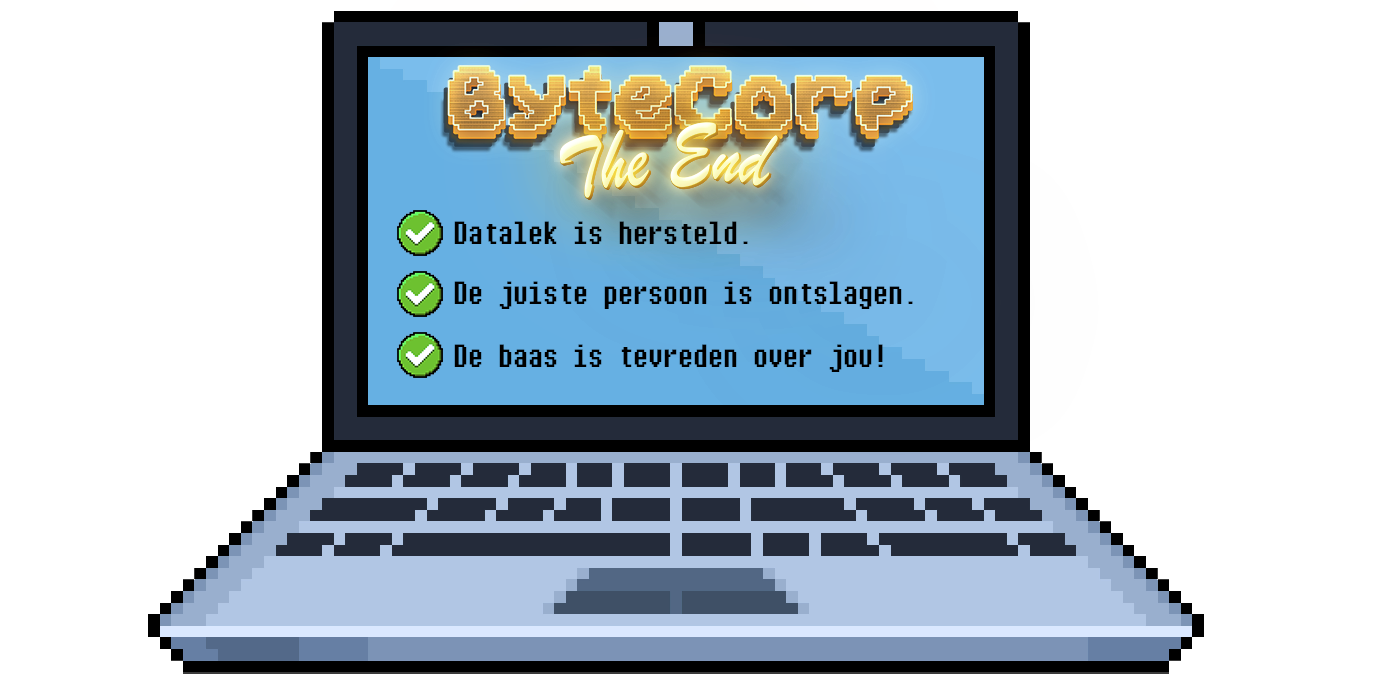 ByteCorp
The End
Datalek is hersteld.
De juiste persoon is ontslagen.
De baas is tevreden over jou!